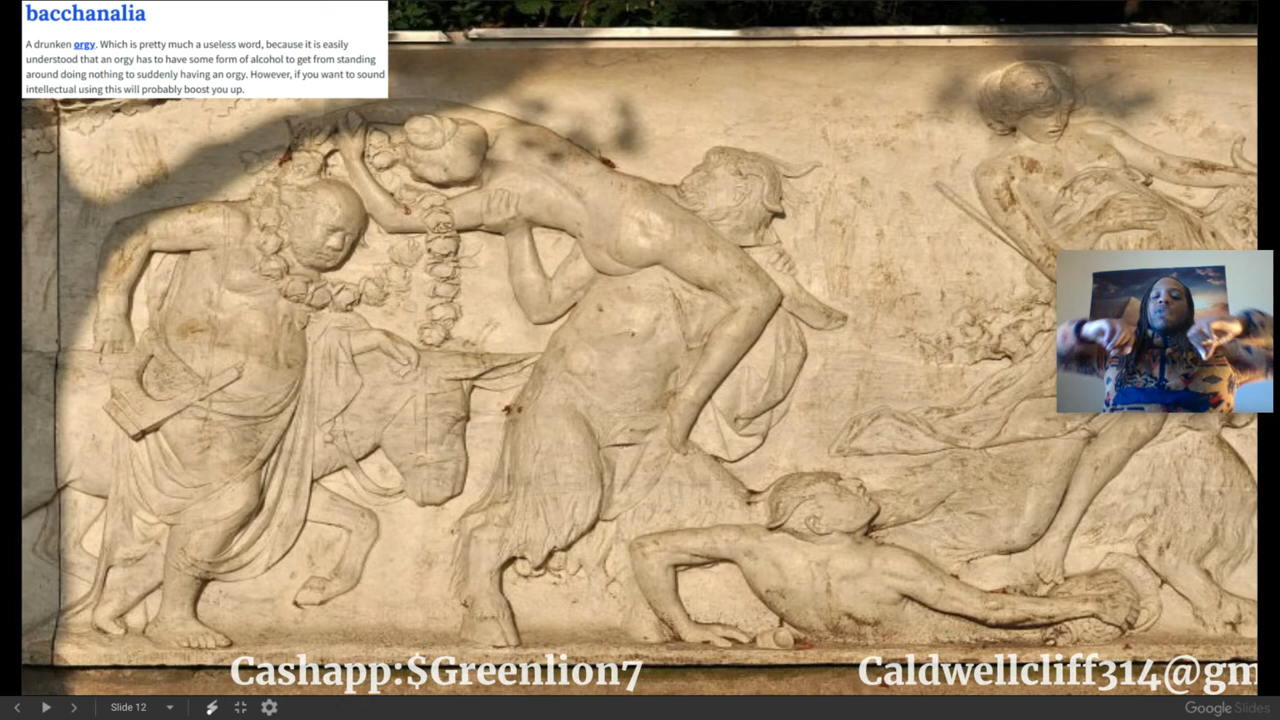 bacchanalia
A drunken orgy. Which is pretty much a useless word, because it is easily
understood that an orgy has to have some form of alcohol to get from standing
around doing nothing to suddenly having an orgy. However, if you want to sound
intellectual using this will probably boost you up.
Cashapp:$Greenlion7 Caldwellcliff314@gm
Slide 12 Google Slides